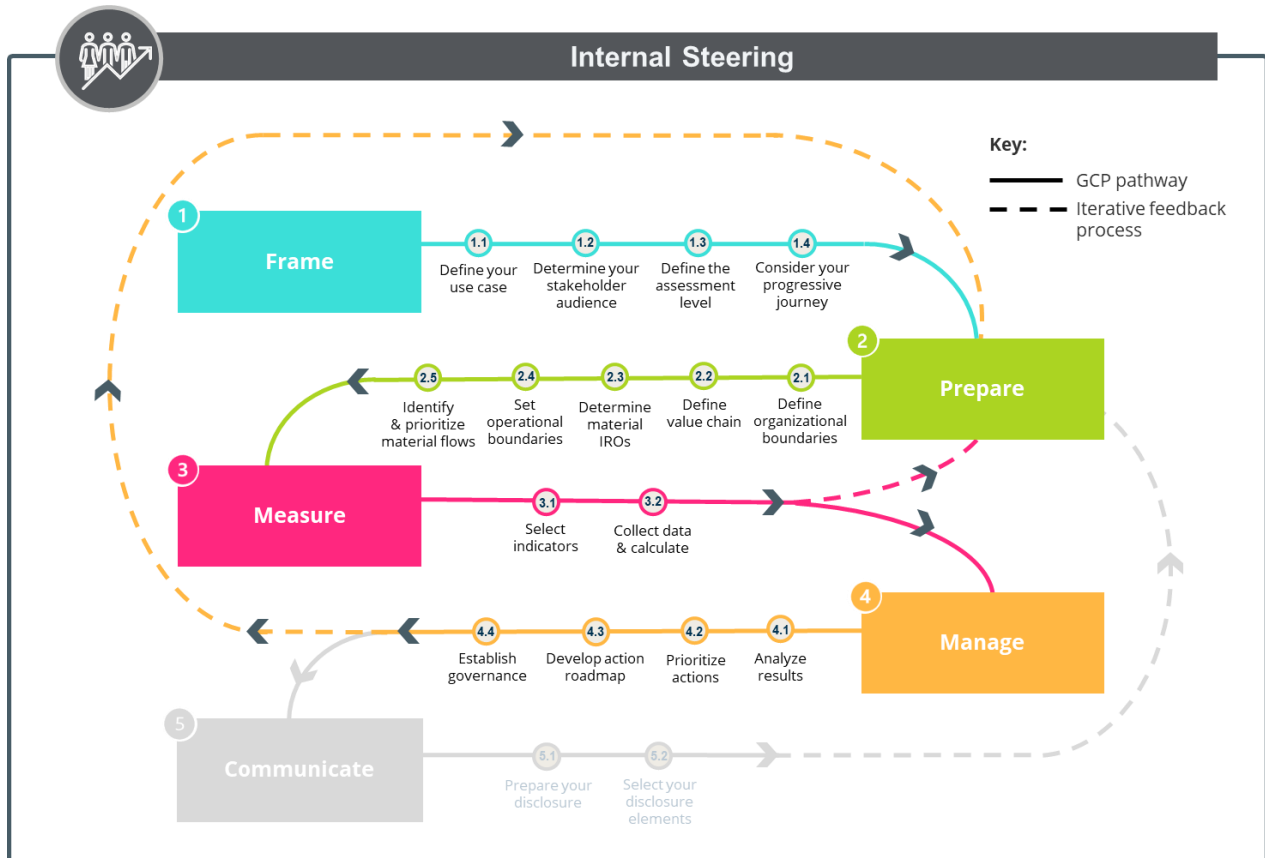 Internal Steering
Key:
GCP pathway
Iterative feedback
process
1
Frame
1.1
Define your
use case
1.2
Determine your
stakeholder
audience
1.3
Define the
assessment
level
1.4
Consider your
progressive
journey
2
Prepare
2.1
Define
organizational
boundaries
2.2
Define
value chain
2.3
Determine
material
IROs
2.4
Set
operational
boundaries
2.5
Identify
& prioritize
material flows
3
Measure
3.1
Select
indicators
3.2
Collect data
& calculate
4
Manage
4.1
Analyze
results
4.2
Prioritize
actions
4.3
Develop action
roadmap
4.4
Establish
governance
5
Communicate
5.1
Prepare your
disclosure
5.2
Select your
disclosure
elements